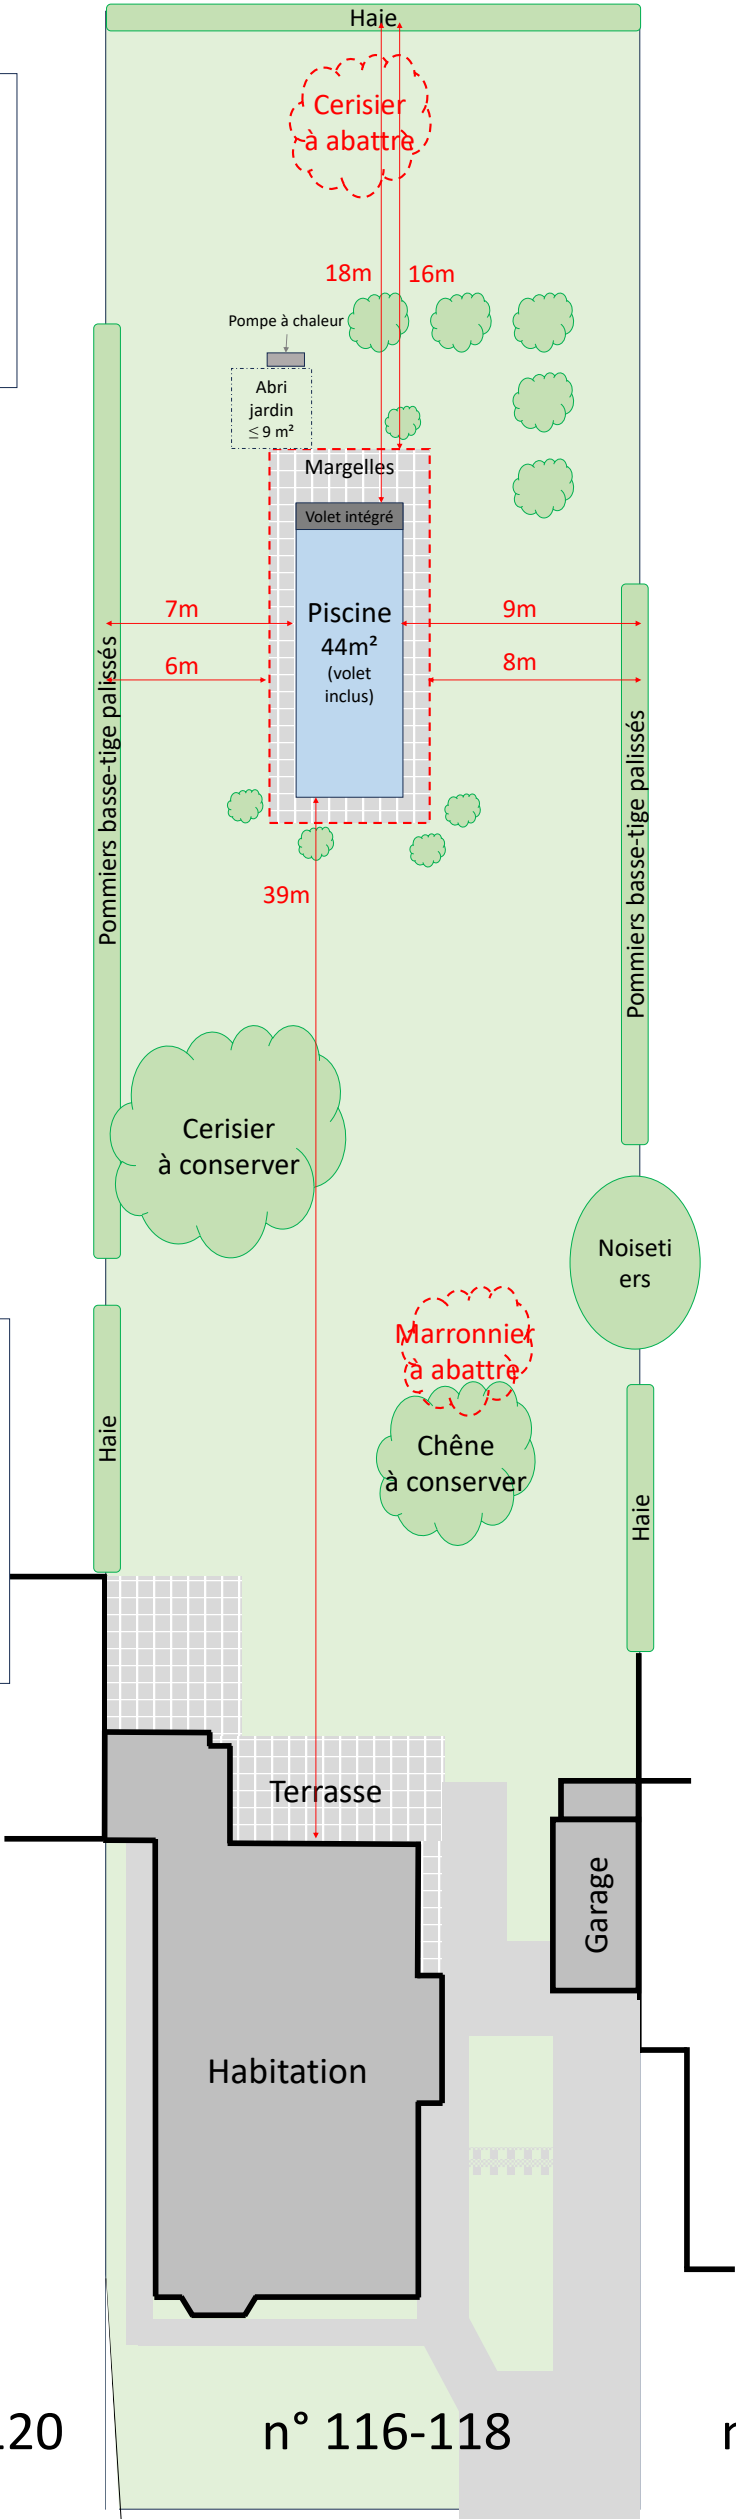 Haie
Cerisier
à abattre
18m
16m
Pompe à chaleur
Abri
jardin
≤ 9 m²
Margelles
Volet intégré
7m
Piscine
44m²
(volet
inclus)
9m
6m
8m
Pommiers basse-tige palissés
Pommiers basse-tige palissés
39m
Cerisier
à conserver
Noiseti
ers
Marronnier
à abattre
Chêne
à conserver
Haie
Haie
Terrasse
Garage
Habitation
120
n° 116-118